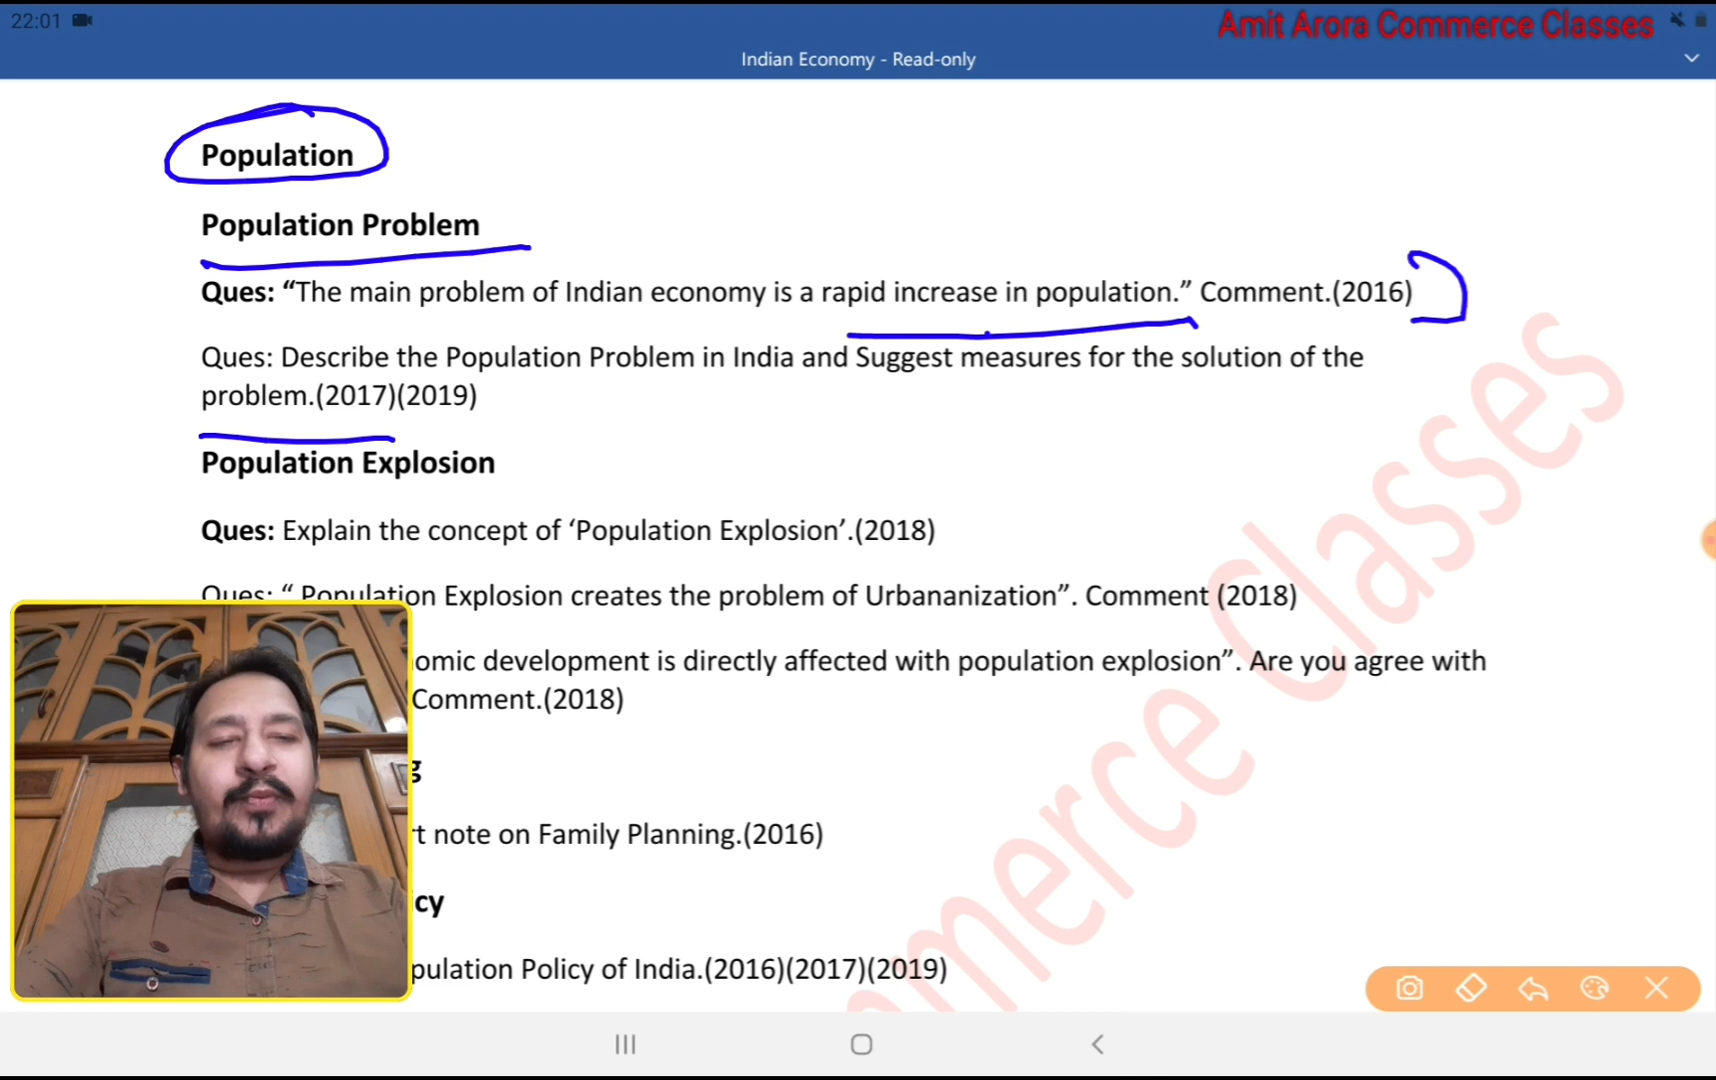 22:01
Amit Arora Commerce Classes
Indian Economy - Read-only
Population
Population Problem
Ques: “The main problem of Indian economy is a rapid increase in population.” Comment.(2016)
Ques: Describe the Population Problem in India and Suggest measures for the solution of the
problem.(2017)(2019)
Population Explosion
Ques: Explain the concept of ‘Population Explosion’.(2018)
Ques: “ Population Explosion creates the problem of Urbananization”. Comment (2018)
omic development is directly affected with population explosion”. Are you agree with
Comment.(2018)
g
t note on Family Planning.(2016)
cy
pulation Policy of India.(2016)(2017)(2019)
merce Classes